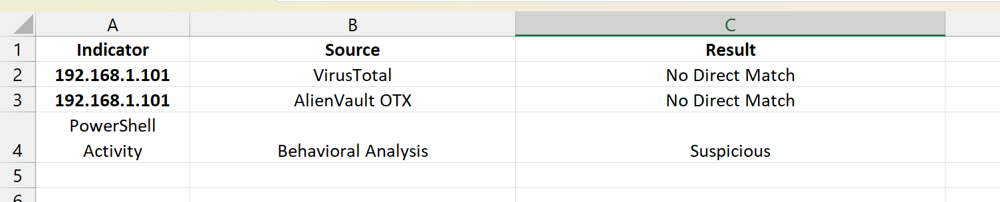 A B C
1 Indicator Source Result
2 192.168.1.101 VirusTotal No Direct Match
3 192.168.1.101 AlienVault OTX No Direct Match
PowerShell
4 Activity Behavioral Analysis Suspicious
5
6